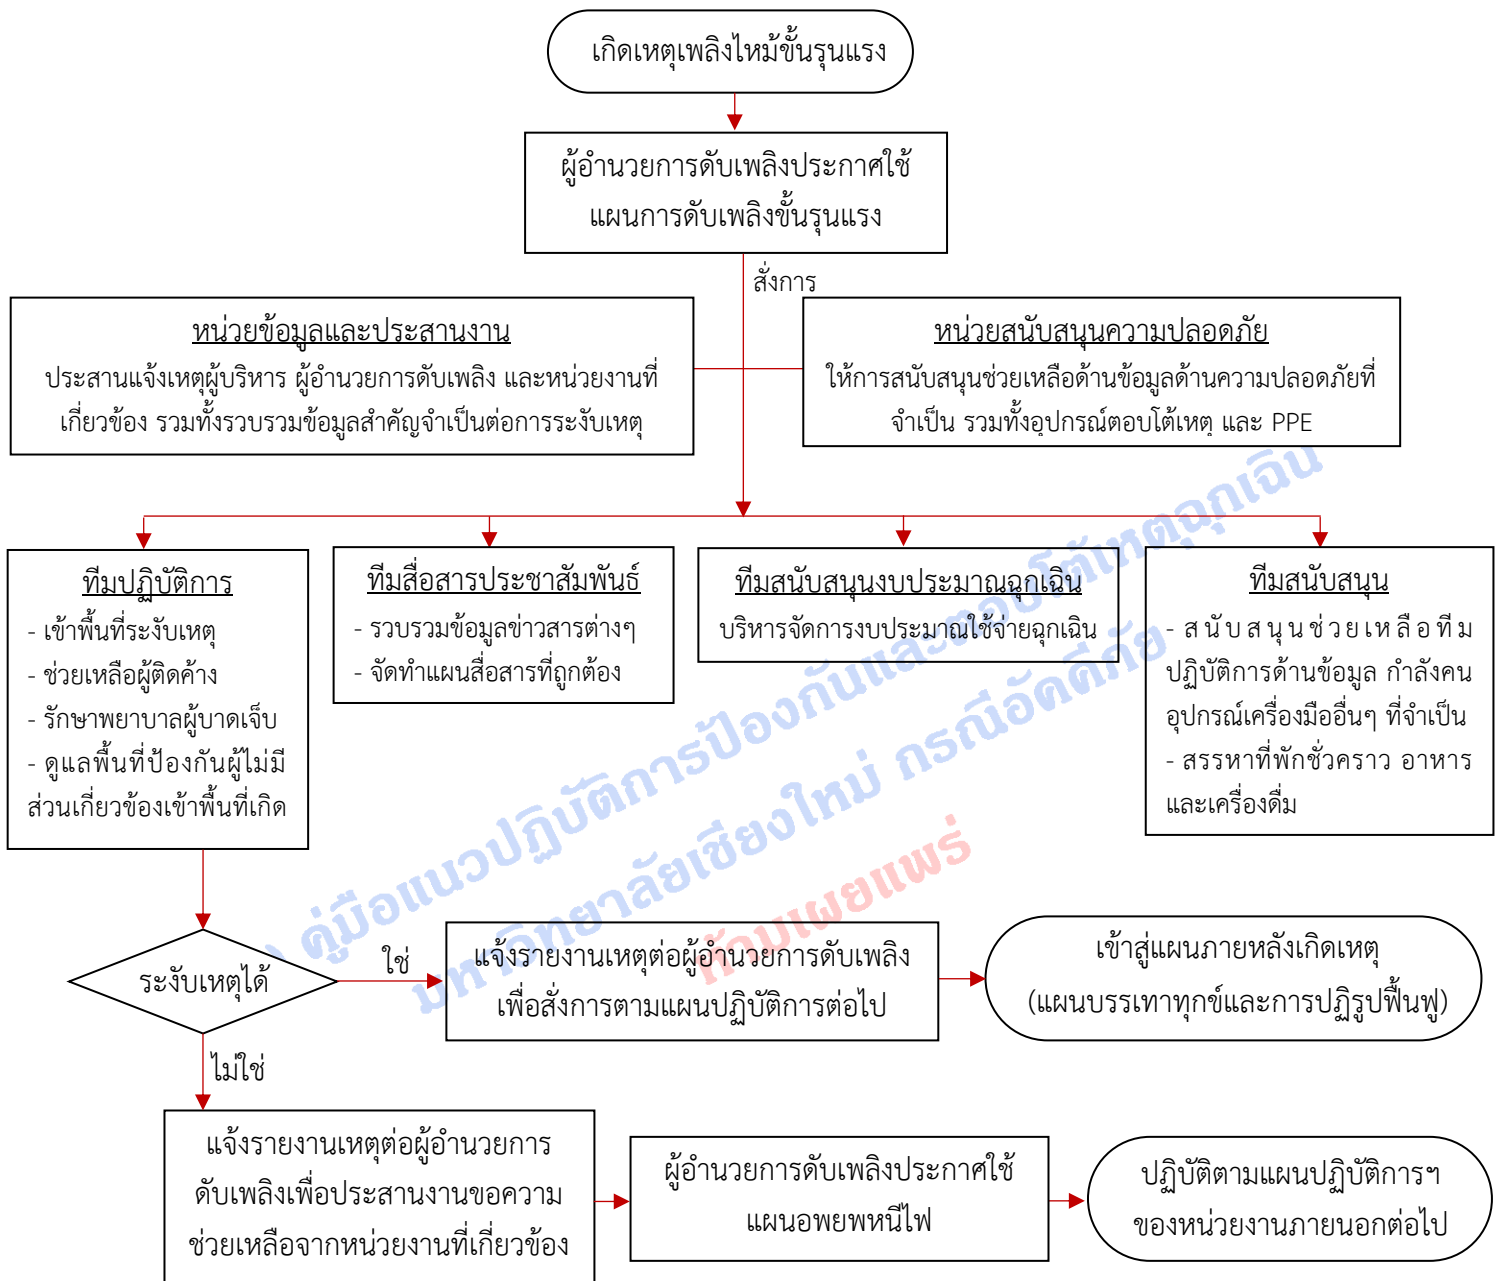 เกิดเหตุเพลิงไหม้ขั้นรุนแรง
ผู้อำนวยการดับเพลิงประกาศใช้
แผนการดับเพลิงขั้นรุนแรง
สั่งการ
หน่วยข้อมูลและประสานงาน
ประสานแจ้งเหตุผู้บริหาร ผู้อำนวยการดับเพลิง และหน่วยงานที่
เกี่ยวข้อง รวมทั้งรวบรวมข้อมูลสำคัญจำเป็นต่อการระงับเหตุ
หน่วยสนับสนุนความปลอดภัย
ให้การสนับสนุนช่วยเหลือด้านข้อมูลด้านความปลอดภัยที่
จำเป็น รวมทั้งอุปกรณ์ตอบโต้เหตุ และ PPE
ทีมปฏิบัติการ
- เข้าพื้นที่ระงับเหตุ
- ช่วยเหลือผู้ติดค้าง
- รักษาพยาบาลผู้บาดเจ็บ
- ดูแลพื้นที่ป้องกันผู้ไม่มี
ส่วนเกี่ยวข้องเข้าพื้นที่เกิด
ทีมสื่อสารประชาสัมพันธ์
- รวบรวมข้อมูลข่าวสารต่างๆ
- จัดทำแผนสื่อสารที่ถูกต้อง
ทีมสนับสนุนงบประมาณฉุกเฉิน
บริหารจัดการงบประมาณใช้จ่ายฉุกเฉิน
ทีมสนับสนุน
- สนับสนุนช่วยเหลือทีม
ปฏิบัติการด้านข้อมูล กำลังคน
อุปกรณ์เครื่องมืออื่นๆ ที่จำเป็น
- สรรหาที่พักชั่วคราว อาหาร
และเครื่องดื่ม
ระงับเหตุได้
ใช่
แจ้งรายงานเหตุต่อผู้อำนวยการดับเพลิง
เพื่อสั่งการตามแผนปฏิบัติการต่อไป
เข้าสู่แผนภายหลังเกิดเหตุ
(แผนบรรเทาทุกข์และการปฏิรูปฟื้นฟู)
ไม่ใช่
แจ้งรายงานเหตุต่อผู้อำนวยการ
ดับเพลิงเพื่อประสานงานขอความ
ช่วยเหลือจากหน่วยงานที่เกี่ยวข้อง
ผู้อำนวยการดับเพลิงประกาศใช้
แผนอพยพหนีไฟ
ปฏิบัติตามแผนปฏิบัติการฯ
ของหน่วยงานภายนอกต่อไป
) คู่มือแนวปฏิบัติการป้องกันและตอบโต้เหตุฉุกเฉิน
มหาวิทยาลัยเชียงใหม่ กรณีอัคคีภัย
ห้ามเผยแพร่